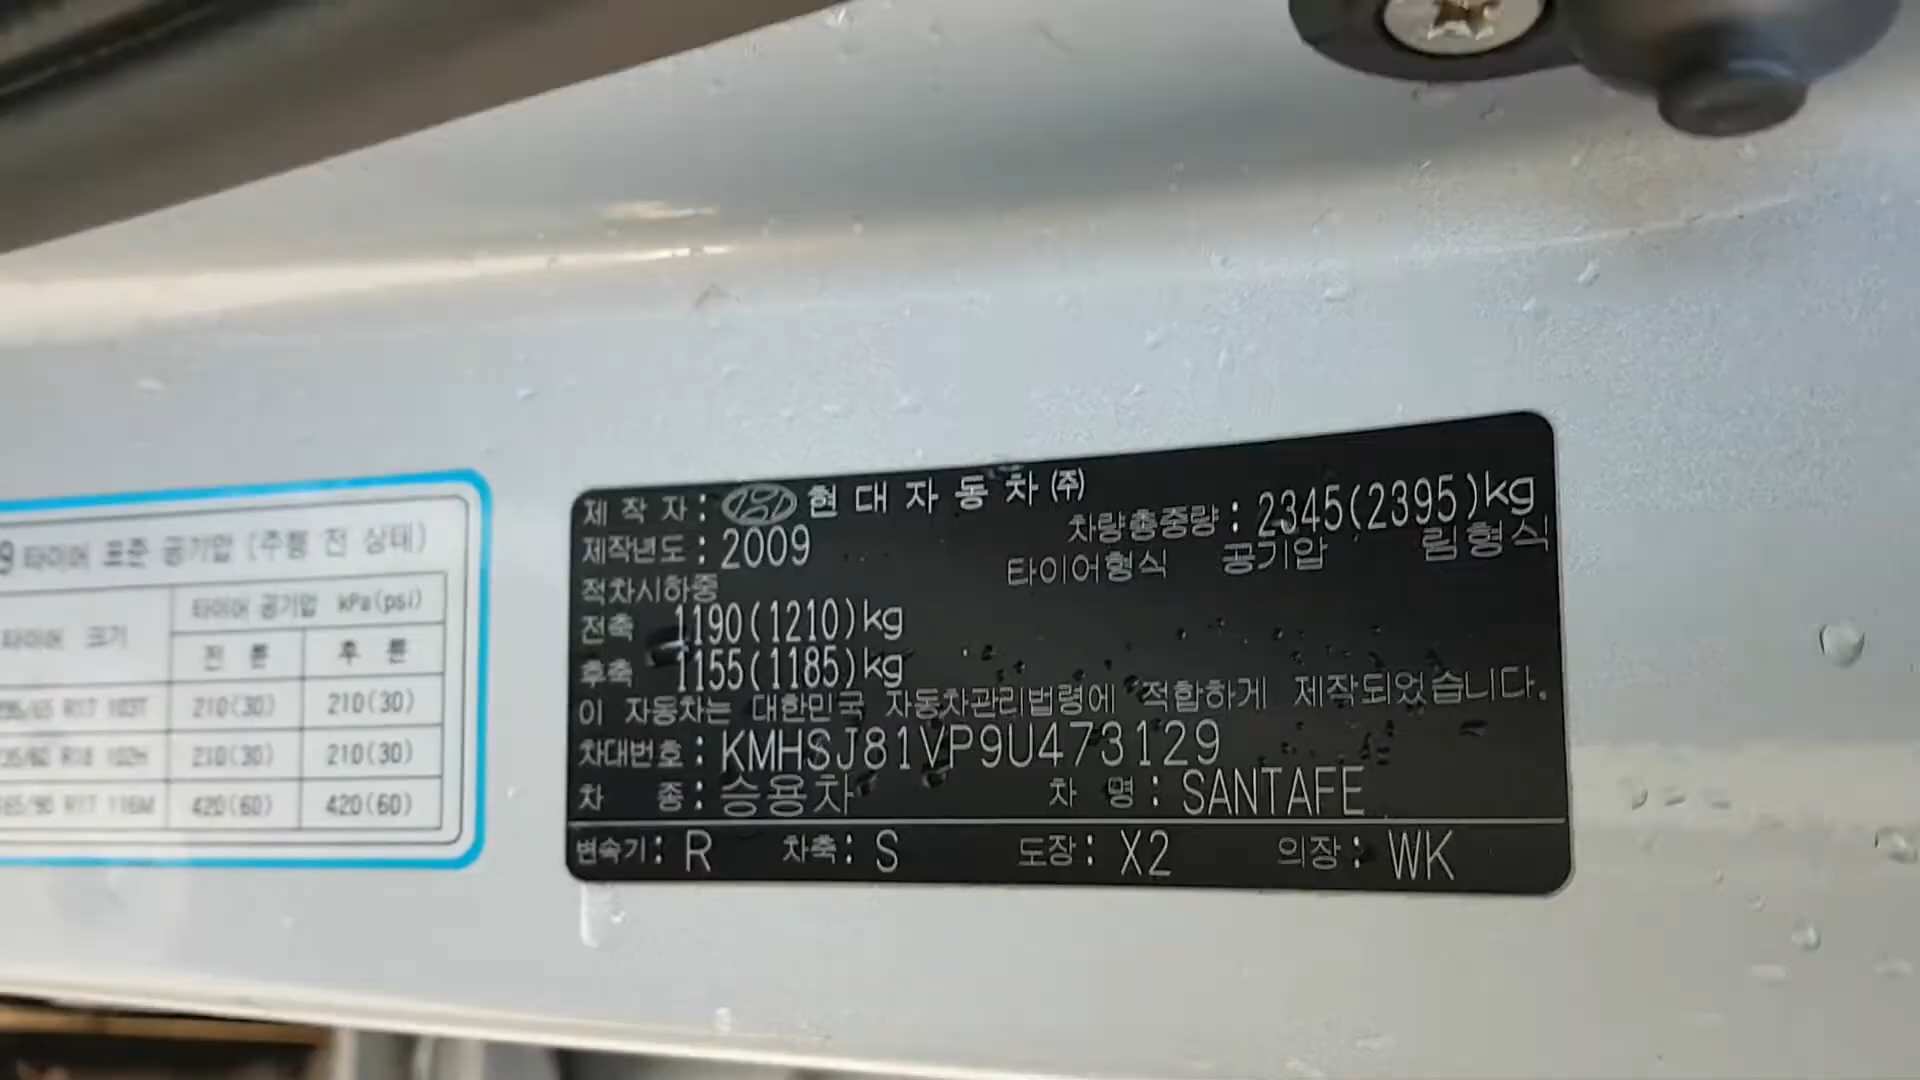 9 타이어 표준 공기압 (주행 전 상태)
타이어 크기
타이어 공기압 kPa(psi)
전 륜 후 륜
R17 103T 210(30) 210(30)
R18 102H 210(30) 210(30)
R17 116M 420(60) 420(60)
제 작 자 : 현 대 자 동 차 ㈜
제작년도 : 2009
차량총중량 : 2345(2395)kg
적차시하중
타이어형식 공기압 림형식
전축 1190(1210)kg
후축 1155(1185)kg
이 자동차는 대한민국 자동차관리법령에 적합하게 제작되었습니다.
차대번호 : KMHSJ81VP9U473129
차 종 : 승용차 차 명 : SANTAFE
변속기 : R 차축 : S 도장 : X2 의장 : WK